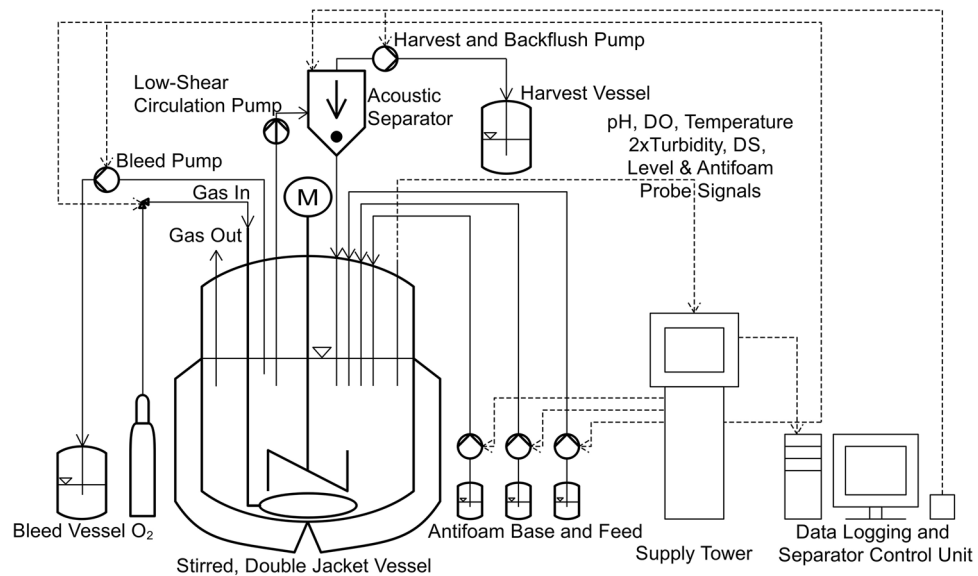 Harvest and Backflush Pump
Low-Shear
Circulation Pump
Acoustic
Separator
Harvest Vessel
pH, DO, Temperature
2xTurbidity, DS,
Level & Antifoam
Probe Signals
Bleed Pump
Gas In
M
Gas Out
Bleed Vessel O₂
Antifoam Base and Feed
Stirred, Double Jacket Vessel
Supply Tower
Data Logging and
Separator Control Unit